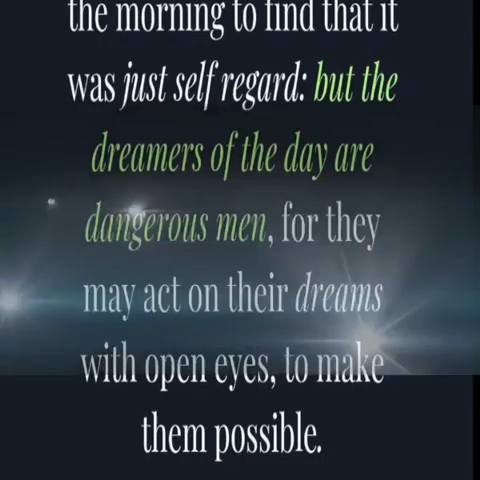 the morning to find that it
was just self regard: but the
dreamers of the day are
dangerous men, for they
may act on their dreams
with open eyes, to make
them possible.